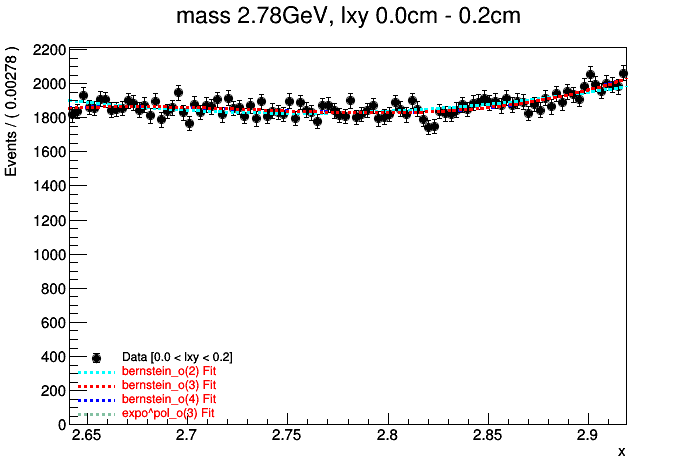 mass 2.78GeV, lxy 0.0cm - 0.2cm
Events / ( 0.00278 )
2200
2000
1800
1600
1400
1200
1000
800
600
400
200
0
Data [0.0 < lxy < 0.2]
bernstein_o(2) Fit
bernstein_o(3) Fit
bernstein_o(4) Fit
expo^pol_o(3) Fit
2.65 2.7 2.75 2.8 2.85 2.9
x